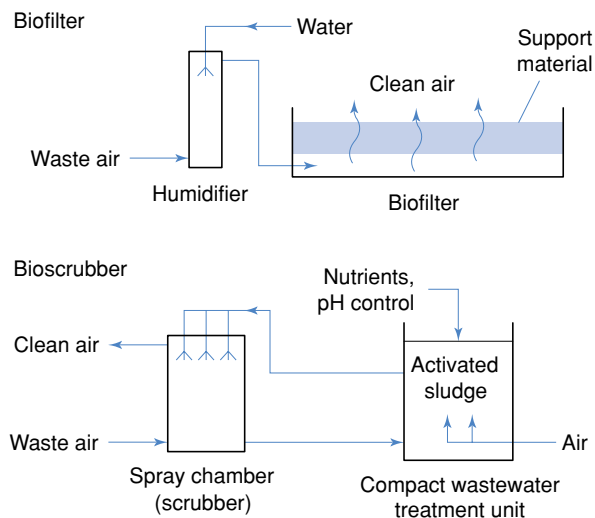 Biofilter
Water
Support
material
Clean air
Waste air
Humidifier
Biofilter
Bioscrubber
Nutrients,
pH control
Clean air
Activated
sludge
Waste air
Air
Spray chamber
(scrubber)
Compact wastewater
treatment unit